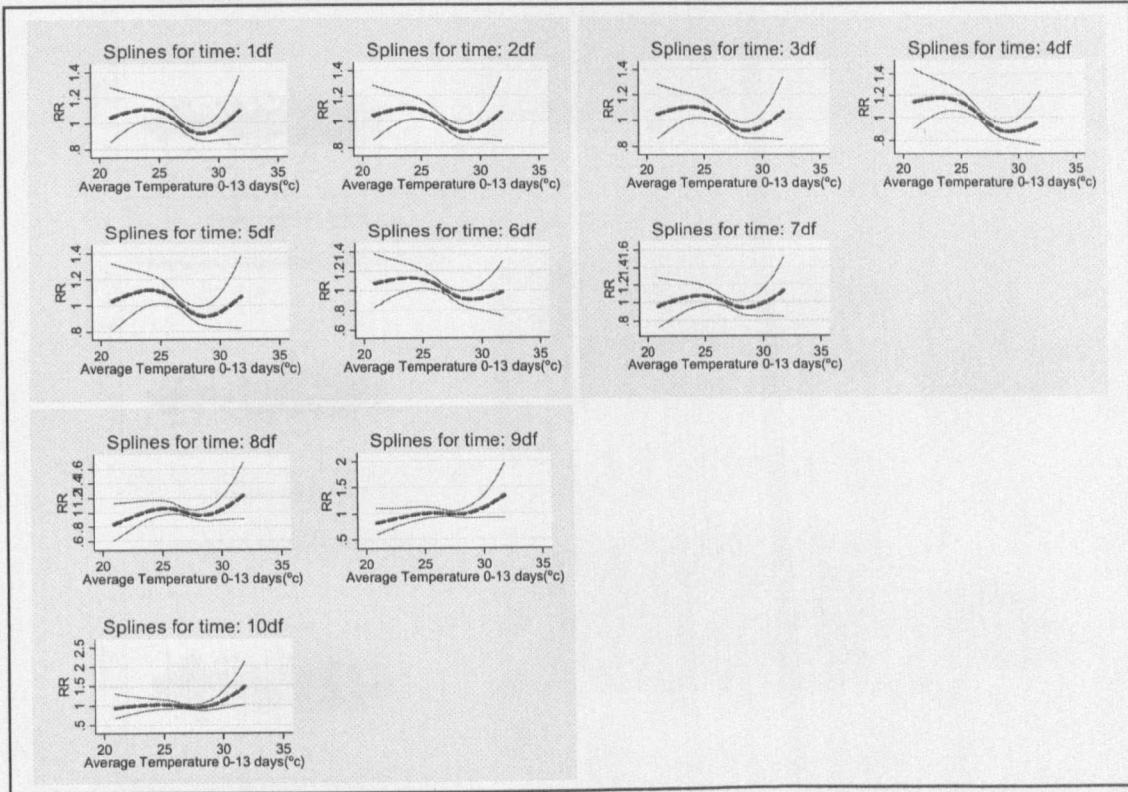 Splines for time: 1df
RR
.8 1 1.2 1.4
20 25 30 35
Average Temperature 0-13 days(ºc)
Splines for time: 2df
RR
.8 1 1.2 1.4
20 25 30 35
Average Temperature 0-13 days(ºc)
Splines for time: 3df
RR
.8 1 1.2 1.4
20 25 30 35
Average Temperature 0-13 days(ºc)
Splines for time: 4df
RR
.8 1 1.2 1.4
20 25 30 35
Average Temperature 0-13 days(ºc)
Splines for time: 5df
RR
.8 1 1.2 1.4
20 25 30 35
Average Temperature 0-13 days(ºc)
Splines for time: 6df
RR
.6 .8 1 1.2 1.4
20 25 30 35
Average Temperature 0-13 days(ºc)
Splines for time: 7df
RR
.8 1 1.2 1.4 1.6
20 25 30 35
Average Temperature 0-13 days(ºc)
Splines for time: 8df
RR
.6 .8 1 1.2 1.4 1.6
20 25 30 35
Average Temperature 0-13 days(ºc)
Splines for time: 9df
RR
.5 1 1.5 2
20 25 30 35
Average Temperature 0-13 days(ºc)
Splines for time: 10df
RR
.5 1 1.5 2 2.5
20 25 30 35
Average Temperature 0-13 days(ºc)